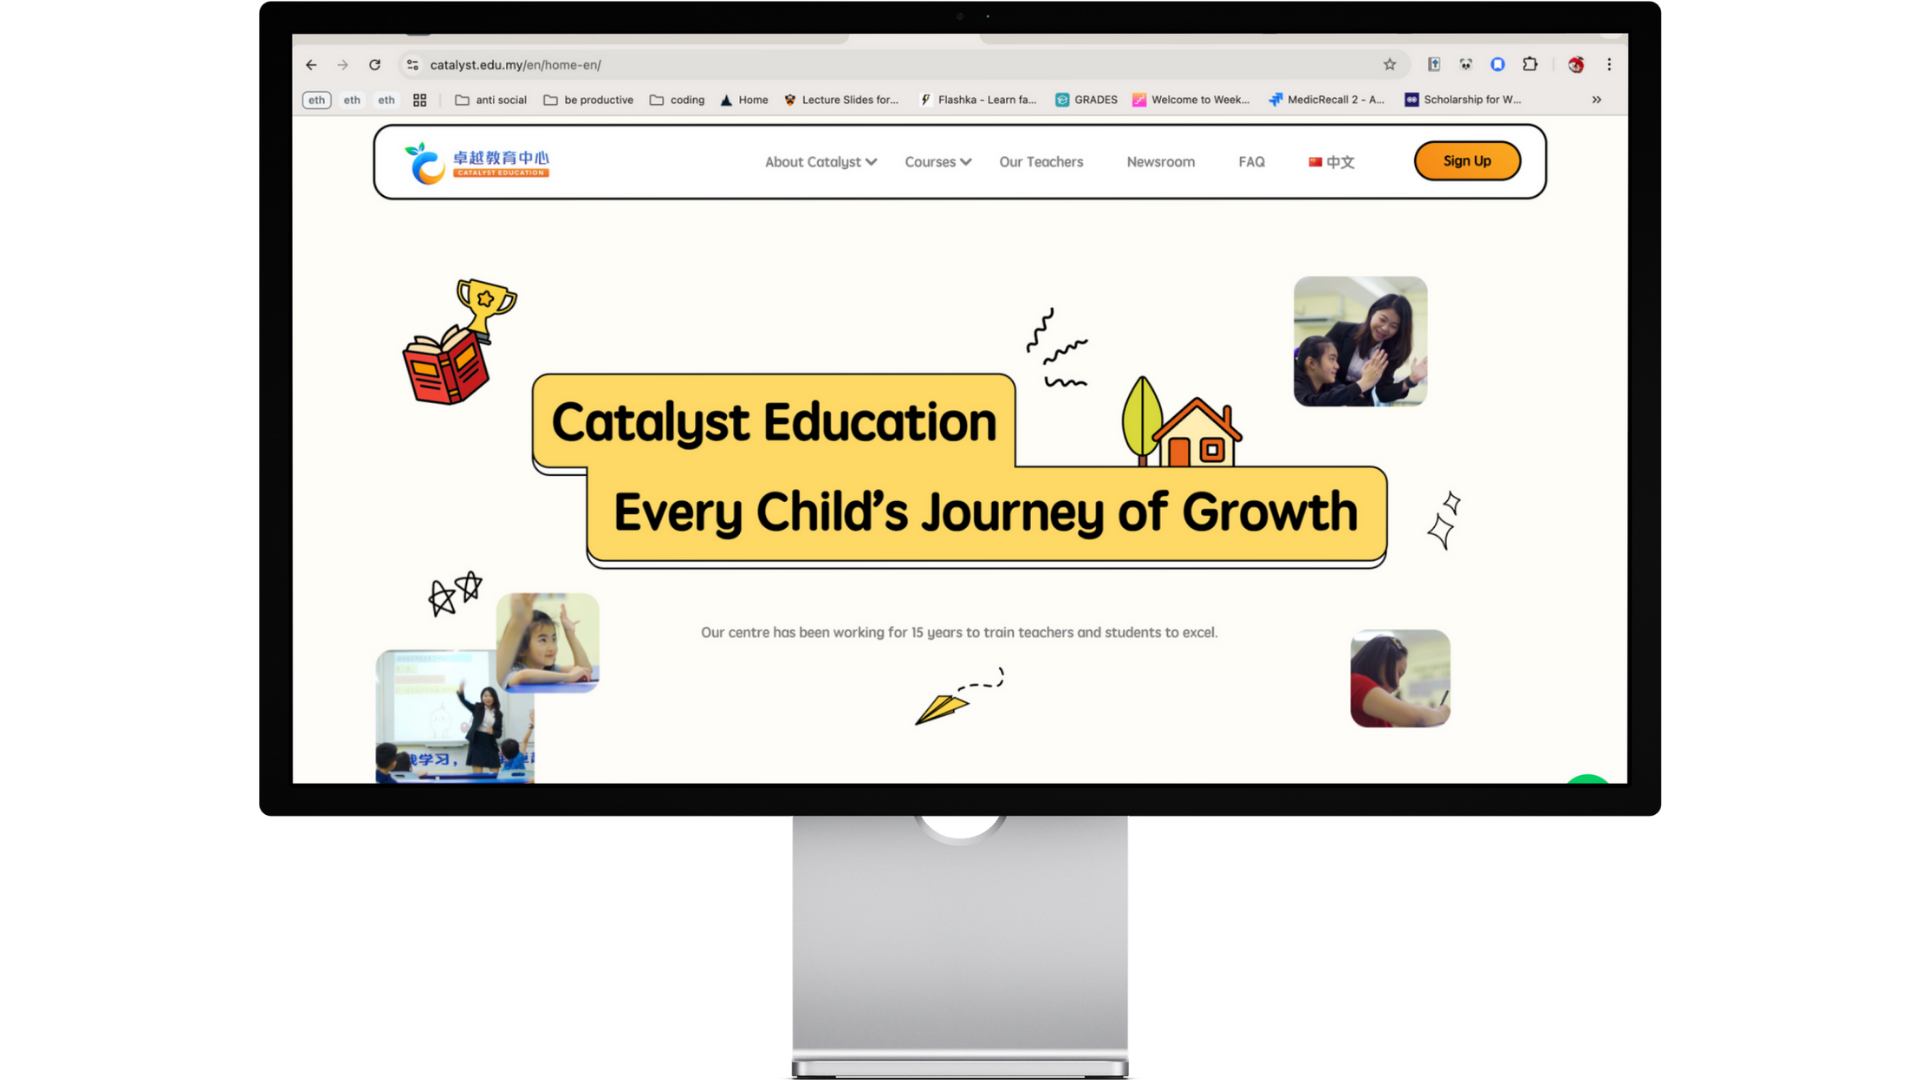 catalyst.edu.my/en/home-en/
eth eth eth anti social be productive coding Home Lecture Slides for... Flashka - Learn fa... GRADES Welcome to Week... MedicRecall 2 - A... Scholarship for W... »
卓越教育中心
CATALYST EDUCATION
About Catalyst Courses Our Teachers Newsroom FAQ 中文 Sign Up
Catalyst Education
Every Child’s Journey of Growth
Our centre has been working for 15 years to train teachers and students to excel.
学习，